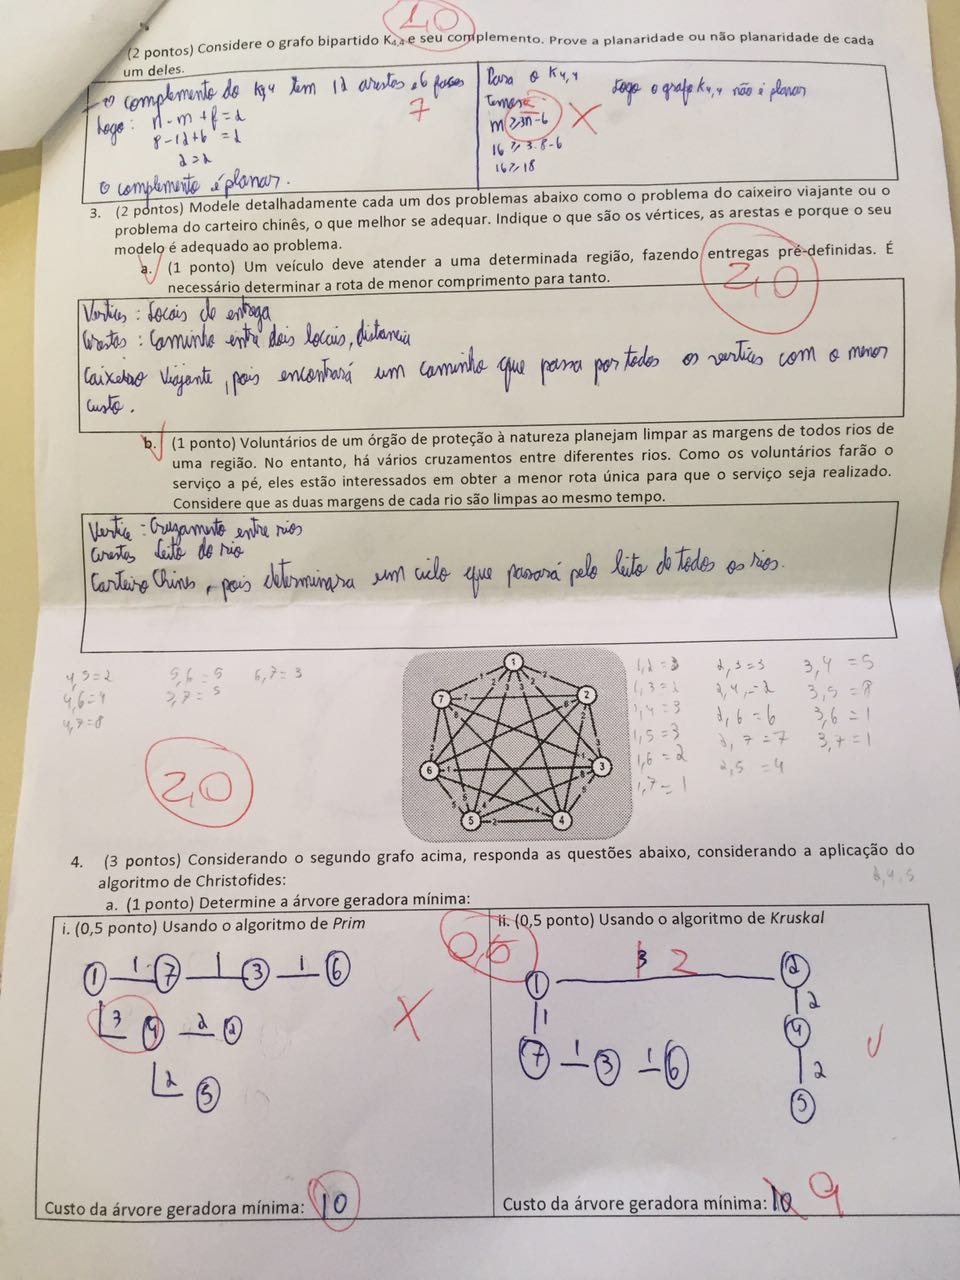 1,0
(2 pontos) Considere o grafo bipartido K4,4 e seu complemento. Prove a planaridade ou não planaridade de cada
um deles.
O complemento do K4,4 tem 12 arestas e 6 faces
Logo: n - m + f = 2
8 - 12 + 6 = 2
2 = 2
O complemento é planar.
7
Para o K4,4
temos:
m ≥ 3n - 6
16 ≥ 3.8 - 6
16 ≥ 18
Logo o grafo K4,4 não é planar
3. (2 pontos) Modele detalhadamente cada um dos problemas abaixo como o problema do caixeiro viajante ou o
problema do carteiro chinês, o que melhor se adequar. Indique o que são os vértices, as arestas e porque o seu
modelo é adequado ao problema.
a. (1 ponto) Um veículo deve atender a uma determinada região, fazendo entregas pré-definidas. É
necessário determinar a rota de menor comprimento para tanto.
2,0
Vertices: Locais de entrega
Arestas: Caminho entre dois locais, distancia
Caixeiro Viajante, pois encontrará um caminho que passa por todos os vertices com o menor
custo.
b. (1 ponto) Voluntários de um órgão de proteção à natureza planejam limpar as margens de todos rios de
uma região. No entanto, há vários cruzamentos entre diferentes rios. Como os voluntários farão o
serviço a pé, eles estão interessados em obter a menor rota única para que o serviço seja realizado.
Considere que as duas margens de cada rio são limpas ao mesmo tempo.
Vertice: Cruzamento entre rios
Arestas leito do rio
Carteiro Chines, pois determinara um ciclo que passará pelo leito de todos os rios.
4,5=2 5,6=5 6,7=3
4,6=4
4,7=8
1,2=3 2,3=3 3,4=5
1,3=2 2,4=2 3,5=8
1,4=3 2,6=6 3,6=1
1,5=3 2,7=7 3,7=1
1,6=2 2,5=4
1,7=1
1
7
2
6
3
5
4
2,0
4. (3 pontos) Considerando o segundo grafo acima, responda as questões abaixo, considerando a aplicação do
algoritmo de Christofides:
2,4,5
a. (1 ponto) Determine a árvore geradora mínima:
i. (0,5 ponto) Usando o algoritmo de Prim
1 1 7 1 3 1 6
3 4 2 2
2 5
Custo da árvore geradora mínima: 10
0,5
ii. (0,5 ponto) Usando o algoritmo de Kruskal
1 2 2
1 2
7 1 3 1 6 4
2
5
Custo da árvore geradora mínima: 10 9